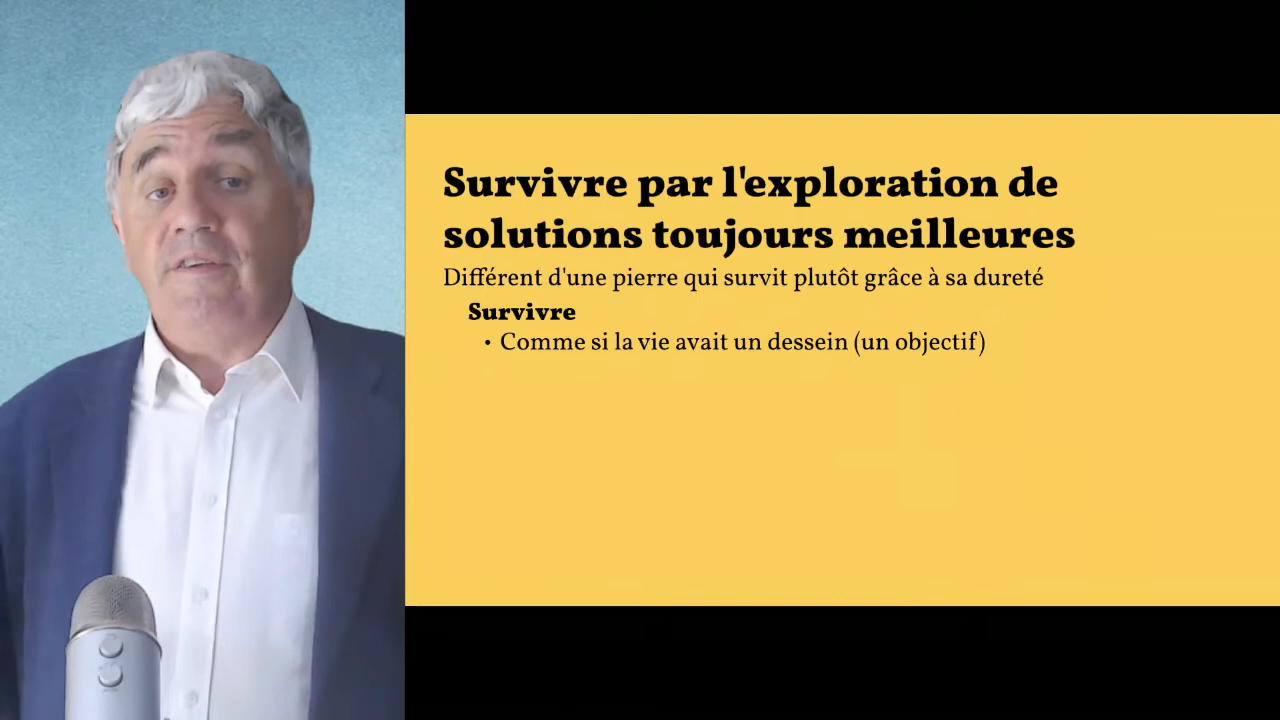 Survivre par l'exploration de
solutions toujours meilleures
Différent d'une pierre qui survit plutôt grâce à sa dureté
Survivre
• Comme si la vie avait un dessein (un objectif)